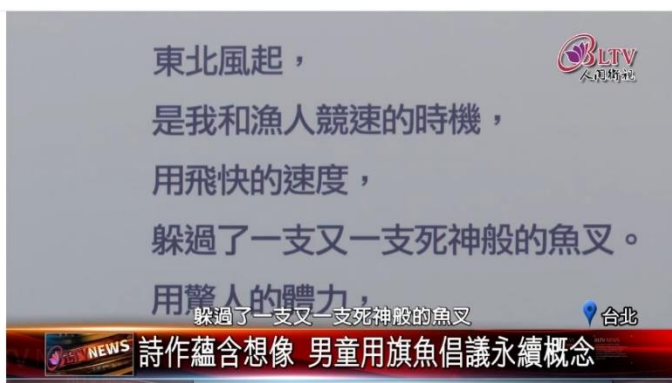 東北風起，
BLTV
人間衛視
是我和漁人競速的時機，
用飛快的速度，
躲過了一支又一支死神般的魚叉。
用驚人的體力，
躲過了一支又一支死神般的魚叉
台北
BLTV NEWS
詩作蘊含想像 男童用旗魚倡議永續概念